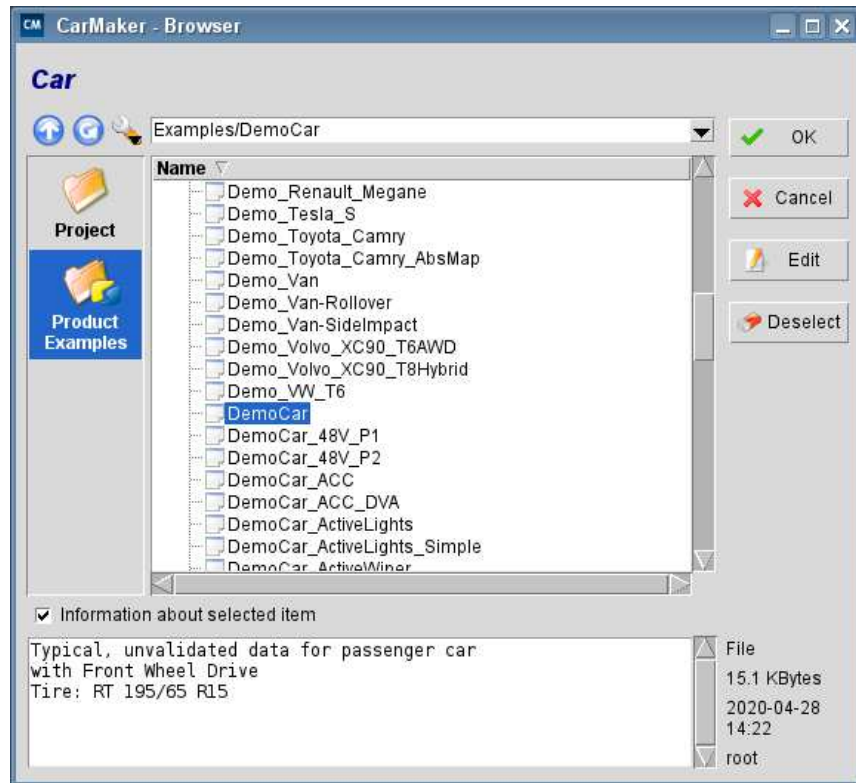 CM CarMaker - Browser
Car
Examples/DemoCar
OK
Cancel
Edit
Deselect
Project
Product
Examples
Name
Demo_Renault_Megane
Demo_Tesla_S
Demo_Toyota_Camry
Demo_Toyota_Camry_AbsMap
Demo_Van
Demo_Van-Rollover
Demo_Van-SideImpact
Demo_Volvo_XC90_T6AWD
Demo_Volvo_XC90_T8Hybrid
Demo_VW_T6
DemoCar
DemoCar_48V_P1
DemoCar_48V_P2
DemoCar_ACC
DemoCar_ACC_DVA
DemoCar_ActiveLights
DemoCar_ActiveLights_Simple
DemoCar_ActiveWiper
Information about selected item
Typical, unvalidated data for passenger car
with Front Wheel Drive
Tire: RT 195/65 R15
File
15.1 KBytes
2020-04-28
14:22
root